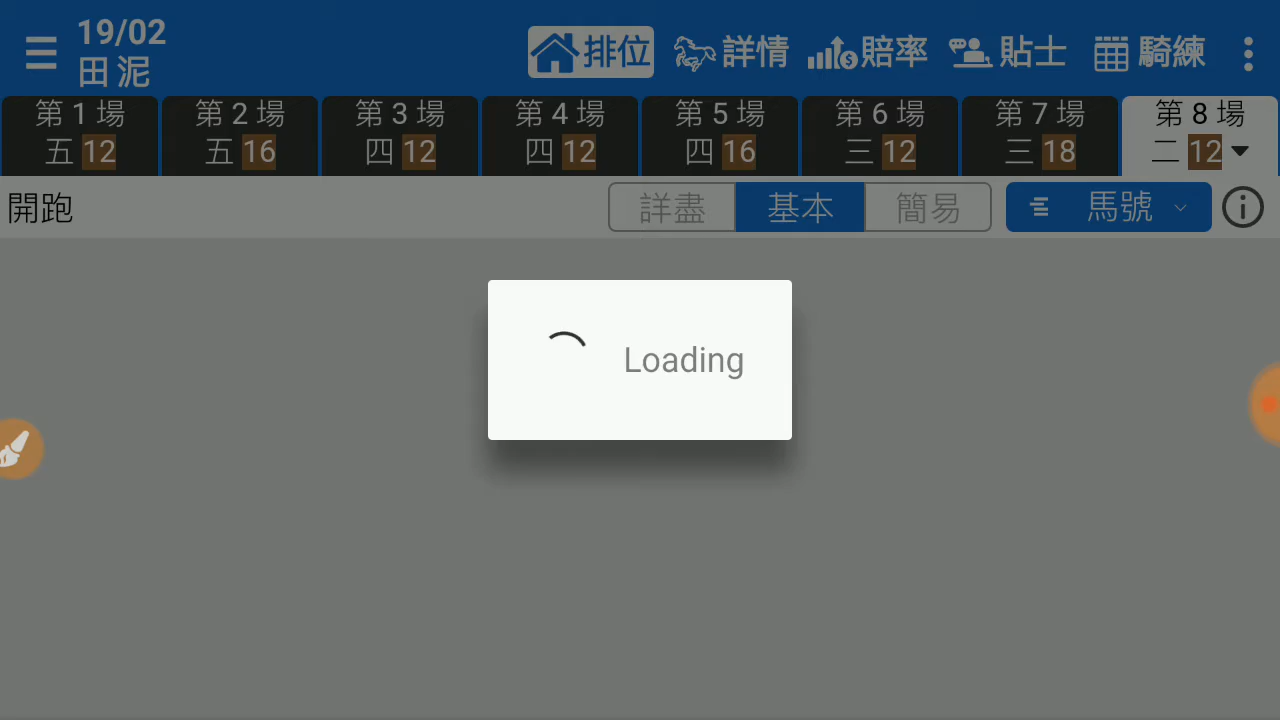 19/02
田 泥
排位
詳情
賠率
貼士
騎練
第 1 場
五 12
第 2 場
五 16
第 3 場
四 12
第 4 場
四 12
第 5 場
四 16
第 6 場
三 12
第 7 場
三 18
第 8 場
二 12
開跑
詳盡
基本
簡易
馬號
Loading